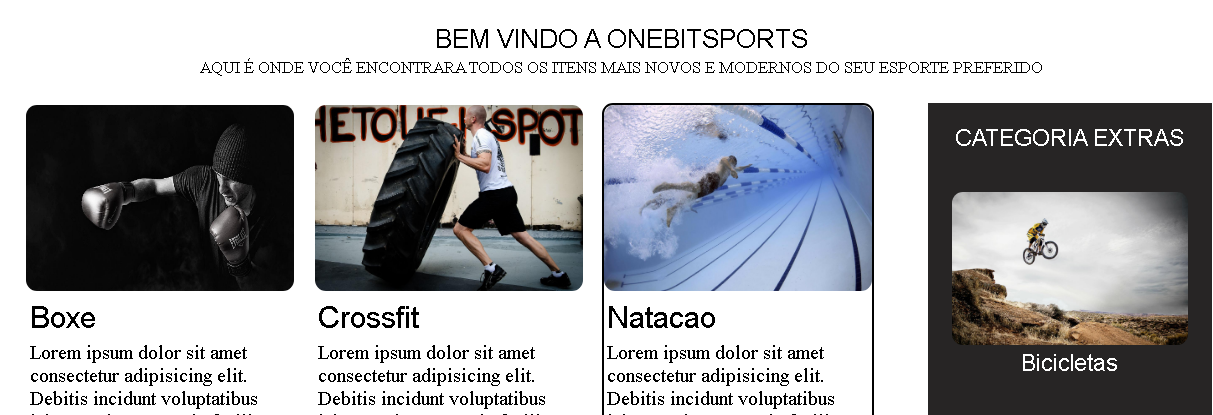 BEM VINDO A ONEBITSPORTS
AQUI É ONDE VOCÊ ENCONTRARA TODOS OS ITENS MAIS NOVOS E MODERNOS DO SEU ESPORTE PREFERIDO
SPOT
Boxe
Lorem ipsum dolor sit amet
consectetur adipisicing elit.
Debitis incidunt voluptatibus
Crossfit
Lorem ipsum dolor sit amet
consectetur adipisicing elit.
Debitis incidunt voluptatibus
Natacao
Lorem ipsum dolor sit amet
consectetur adipisicing elit.
Debitis incidunt voluptatibus
CATEGORIA EXTRAS
Bicicletas